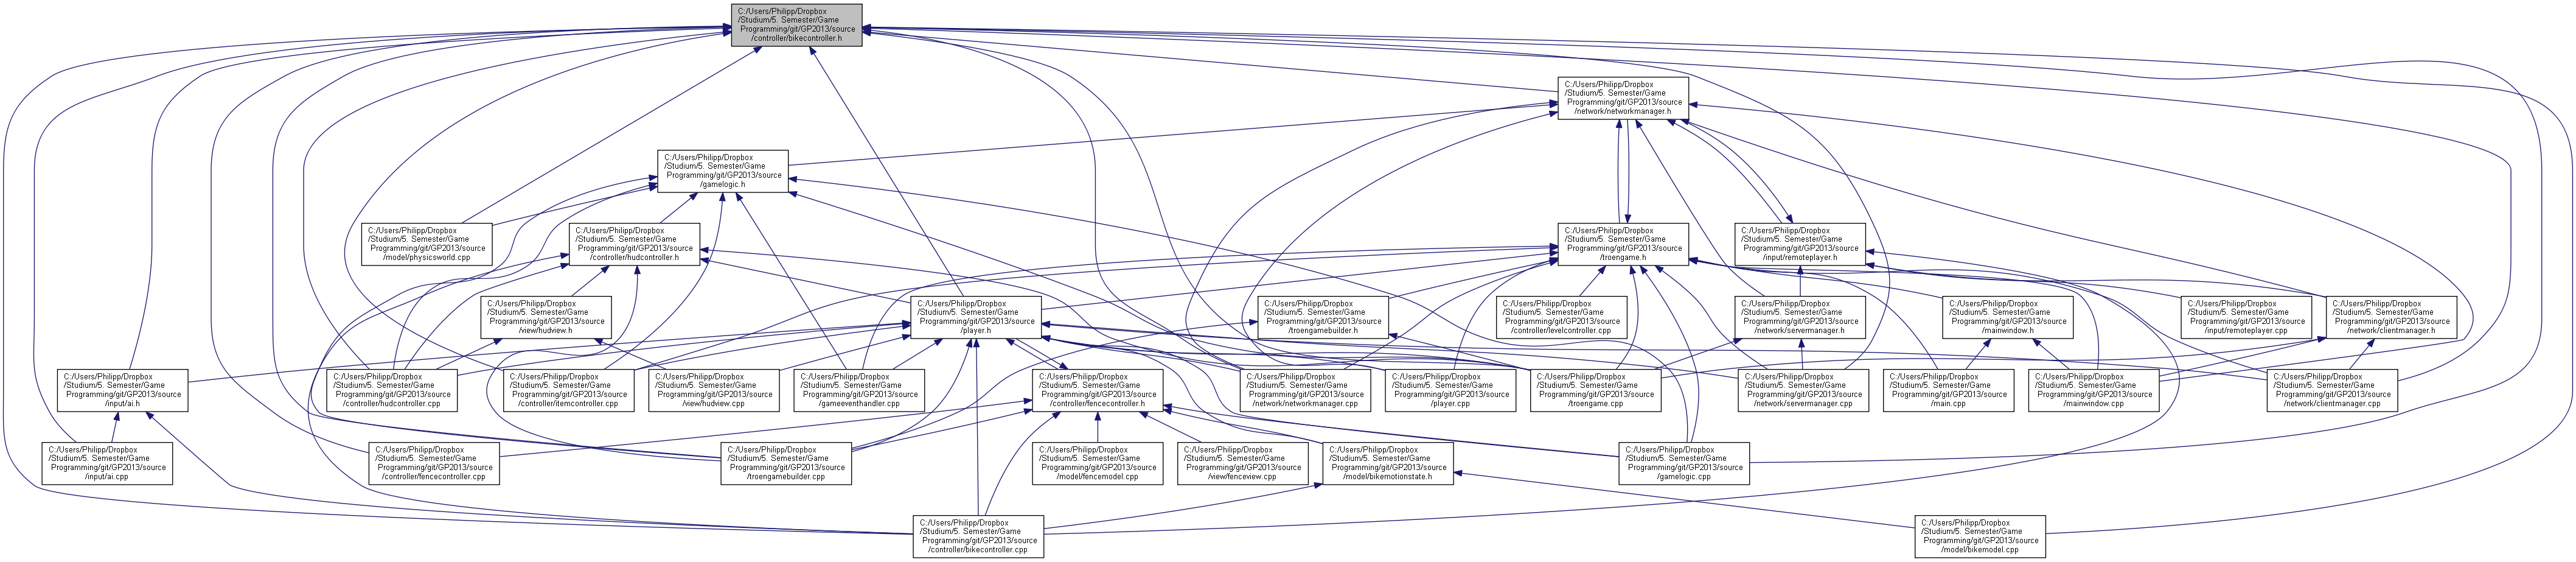 C:/Users/Philipp/Dropbox
/Studium/5. Semester/Game
Programming/git/GP2013/source
/controller/bikecontroller.h
C:/Users/Philipp/Dropbox
/Studium/5. Semester/Game
Programming/git/GP2013/source
/network/networkmanager.h
C:/Users/Philipp/Dropbox
/Studium/5. Semester/Game
Programming/git/GP2013/source
/gamelogic.h
C:/Users/Philipp/Dropbox
/Studium/5. Semester/Game
Programming/git/GP2013/source
/model/physicsworld.cpp
C:/Users/Philipp/Dropbox
/Studium/5. Semester/Game
Programming/git/GP2013/source
/controller/hudcontroller.h
C:/Users/Philipp/Dropbox
/Studium/5. Semester/Game
Programming/git/GP2013/source
/troengame.h
C:/Users/Philipp/Dropbox
/Studium/5. Semester/Game
Programming/git/GP2013/source
/input/remoteplayer.h
C:/Users/Philipp/Dropbox
/Studium/5. Semester/Game
Programming/git/GP2013/source
/view/hudview.h
C:/Users/Philipp/Dropbox
/Studium/5. Semester/Game
Programming/git/GP2013/source
/player.h
C:/Users/Philipp/Dropbox
/Studium/5. Semester/Game
Programming/git/GP2013/source
/troengamebuilder.h
C:/Users/Philipp/Dropbox
/Studium/5. Semester/Game
Programming/git/GP2013/source
/controller/levelcontroller.cpp
C:/Users/Philipp/Dropbox
/Studium/5. Semester/Game
Programming/git/GP2013/source
/network/servermanager.h
C:/Users/Philipp/Dropbox
/Studium/5. Semester/Game
Programming/git/GP2013/source
/mainwindow.h
C:/Users/Philipp/Dropbox
/Studium/5. Semester/Game
Programming/git/GP2013/source
/input/remoteplayer.cpp
C:/Users/Philipp/Dropbox
/Studium/5. Semester/Game
Programming/git/GP2013/source
/network/clientmanager.h
C:/Users/Philipp/Dropbox
/Studium/5. Semester/Game
Programming/git/GP2013/source
/input/ai.h
C:/Users/Philipp/Dropbox
/Studium/5. Semester/Game
Programming/git/GP2013/source
/controller/hudcontroller.cpp
C:/Users/Philipp/Dropbox
/Studium/5. Semester/Game
Programming/git/GP2013/source
/controller/itemcontroller.cpp
C:/Users/Philipp/Dropbox
/Studium/5. Semester/Game
Programming/git/GP2013/source
/view/hudview.cpp
C:/Users/Philipp/Dropbox
/Studium/5. Semester/Game
Programming/git/GP2013/source
/gameeventhandler.cpp
C:/Users/Philipp/Dropbox
/Studium/5. Semester/Game
Programming/git/GP2013/source
/controller/fencecontroller.h
C:/Users/Philipp/Dropbox
/Studium/5. Semester/Game
Programming/git/GP2013/source
/network/networkmanager.cpp
C:/Users/Philipp/Dropbox
/Studium/5. Semester/Game
Programming/git/GP2013/source
/player.cpp
C:/Users/Philipp/Dropbox
/Studium/5. Semester/Game
Programming/git/GP2013/source
/troengame.cpp
C:/Users/Philipp/Dropbox
/Studium/5. Semester/Game
Programming/git/GP2013/source
/network/servermanager.cpp
C:/Users/Philipp/Dropbox
/Studium/5. Semester/Game
Programming/git/GP2013/source
/main.cpp
C:/Users/Philipp/Dropbox
/Studium/5. Semester/Game
Programming/git/GP2013/source
/mainwindow.cpp
C:/Users/Philipp/Dropbox
/Studium/5. Semester/Game
Programming/git/GP2013/source
/network/clientmanager.cpp
C:/Users/Philipp/Dropbox
/Studium/5. Semester/Game
Programming/git/GP2013/source
/input/ai.cpp
C:/Users/Philipp/Dropbox
/Studium/5. Semester/Game
Programming/git/GP2013/source
/controller/fencecontroller.cpp
C:/Users/Philipp/Dropbox
/Studium/5. Semester/Game
Programming/git/GP2013/source
/troengamebuilder.cpp
C:/Users/Philipp/Dropbox
/Studium/5. Semester/Game
Programming/git/GP2013/source
/model/fencemodel.cpp
C:/Users/Philipp/Dropbox
/Studium/5. Semester/Game
Programming/git/GP2013/source
/view/fenceview.cpp
C:/Users/Philipp/Dropbox
/Studium/5. Semester/Game
Programming/git/GP2013/source
/model/bikemotionstate.h
C:/Users/Philipp/Dropbox
/Studium/5. Semester/Game
Programming/git/GP2013/source
/gamelogic.cpp
C:/Users/Philipp/Dropbox
/Studium/5. Semester/Game
Programming/git/GP2013/source
/controller/bikecontroller.cpp
C:/Users/Philipp/Dropbox
/Studium/5. Semester/Game
Programming/git/GP2013/source
/model/bikemodel.cpp